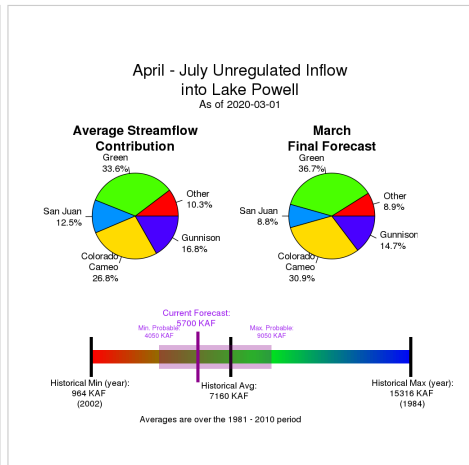 April - July Unregulated Inflow
into Lake Powell
As of 2020-03-01
Average Streamflow
Contribution
Green
33.6%
Other
10.3%
San Juan
12.5%
Gunnison
16.8%
Colorado
Cameo
26.8%
March
Final Forecast
Green
36.7%
Other
8.9%
San Juan
8.8%
Gunnison
14.7%
Colorado
Cameo
30.9%
Current Forecast:
5700 KAF
Min. Probable:
4050 KAF
Max. Probable:
9050 KAF
Historical Min (year):
964 KAF
(2002)
Historical Avg:
7160 KAF
Historical Max (year):
15316 KAF
(1984)
Averages are over the 1981 - 2010 period